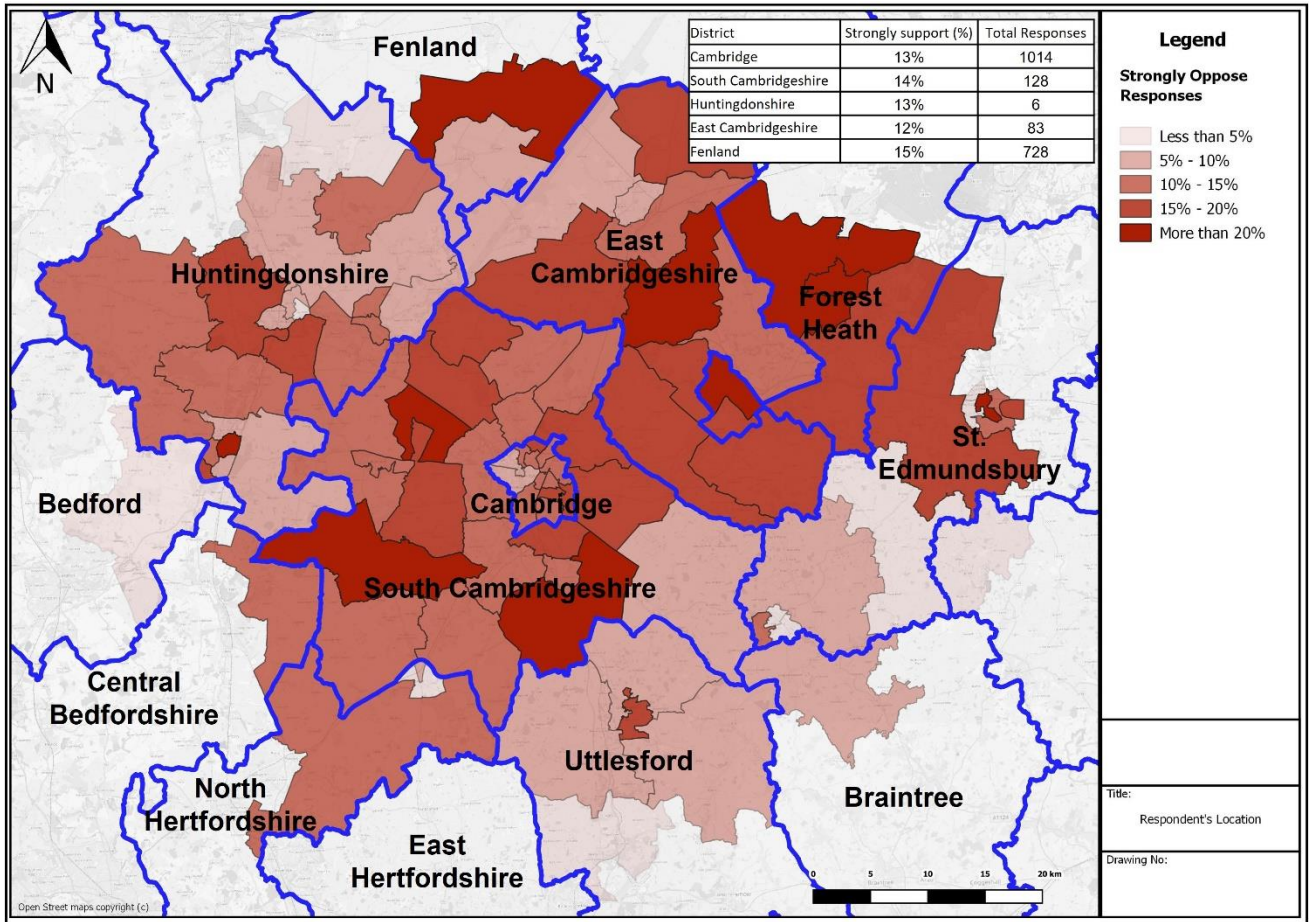 N
Fenland
District Strongly support (%) Total Responses
Cambridge 13% 1014
South Cambridgeshire 14% 128
Huntingdonshire 13% 6
East Cambridgeshire 12% 83
Fenland 15% 728
Huntingdonshire
East
Cambridgeshire
Forest
Heath
St.
Edmundsbury
Bedford
Cambridge
South Cambridgeshire
Central
Bedfordshire
Uttlesford
North
Hertfordshire
Braintree
East
Hertfordshire
0 5 10 15 20 km
Open Street maps copyright (c)
Legend
Strongly Oppose
Responses
Less than 5%
5% - 10%
10% - 15%
15% - 20%
More than 20%
Title:
Respondent's Location
Drawing No: